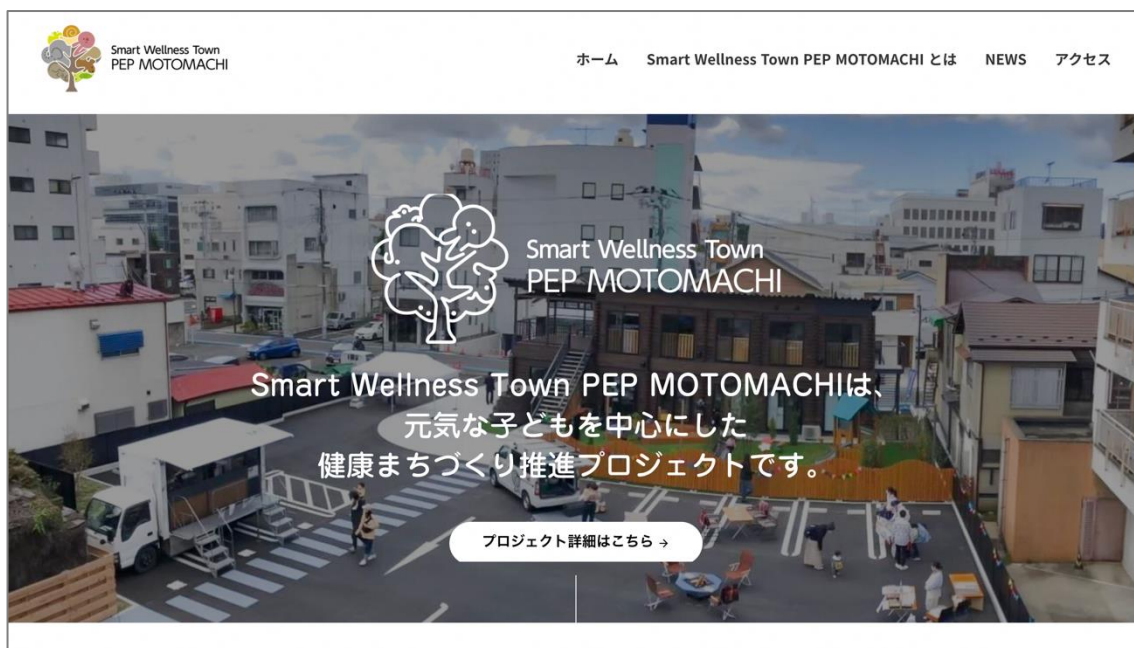 Smart Wellness Town
PEP MOTOMACHI
ホーム Smart Wellness Town PEP MOTOMACHI とは NEWS アクセス
Smart Wellness Town
PEP MOTOMACHI
Smart Wellness Town PEP MOTOMACHIは、
元気な子どもを中心にした
健康まちづくり推進プロジェクトです。
プロジェクト詳細はこちら →